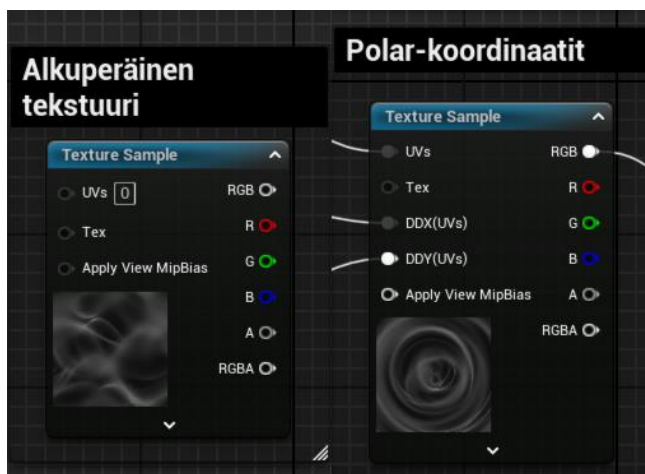 Alkuperäinen
tekstuuri
Texture Sample
UVs 0 RGB
Tex R
Apply View MipBias G
B
A
RGBA
Polar-koordinaatit
Texture Sample
UVs RGB
Tex R
DDX(UVs) G
DDY(UVs) B
Apply View MipBias A
RGBA